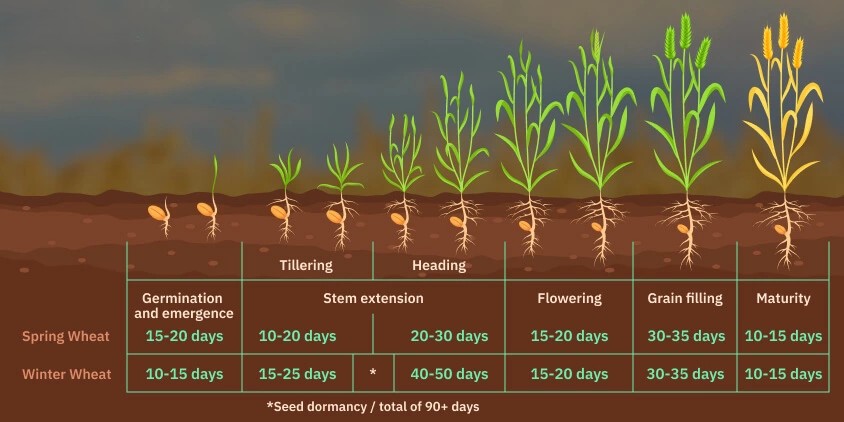 Tillering Heading
Germination
and emergence
Stem extension Flowering Grain filling Maturity
Spring Wheat 15-20 days 10-20 days 20-30 days 15-20 days 30-35 days 10-15 days
Winter Wheat 10-15 days 15-25 days * 40-50 days 15-20 days 30-35 days 10-15 days
*Seed dormancy / total of 90+ days